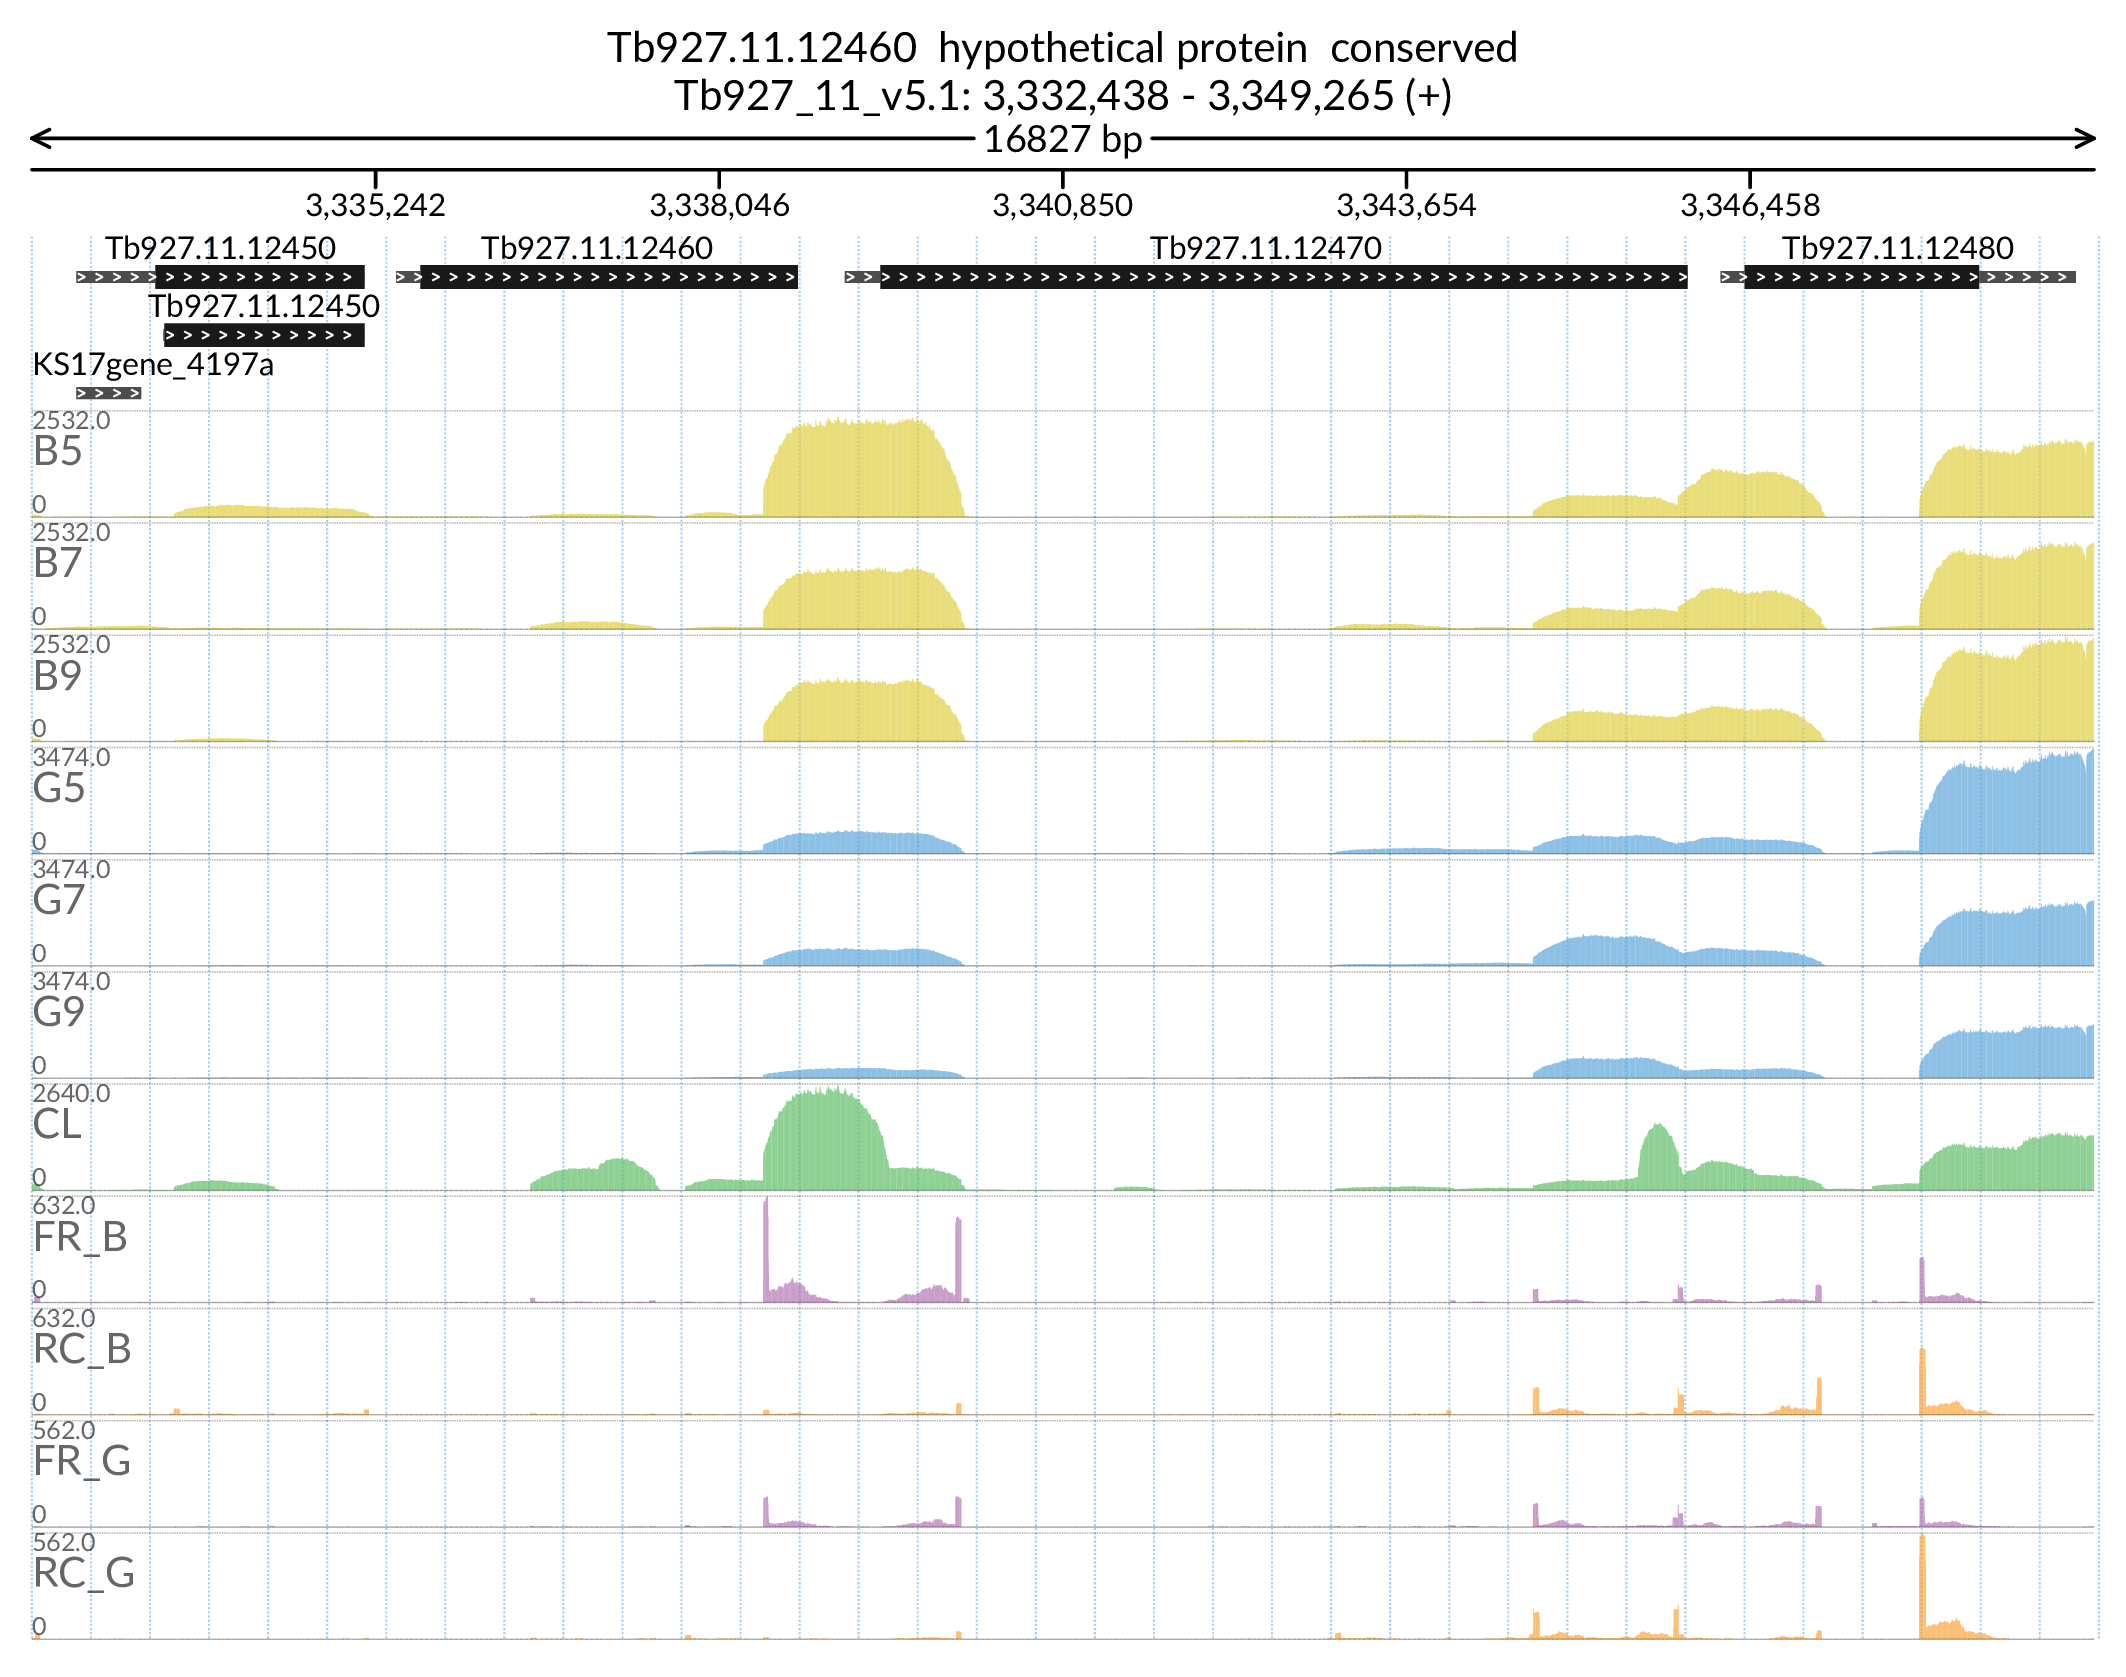 Tb927.11.12460  hypothetical protein  conserved
Tb927_11_v5.1: 3,332,438 - 3,349,265 (+)
16827 bp
3,335,242 3,338,046 3,340,850 3,343,654 3,346,458
Tb927.11.12450 Tb927.11.12460 Tb927.11.12470 Tb927.11.12480
Tb927.11.12450
KS17gene_4197a
2532.0
B5
0
2532.0
B7
0
2532.0
B9
0
3474.0
G5
0
3474.0
G7
0
3474.0
G9
0
2640.0
CL
0
632.0
FR_B
0
632.0
RC_B
0
562.0
FR_G
0
562.0
RC_G
0